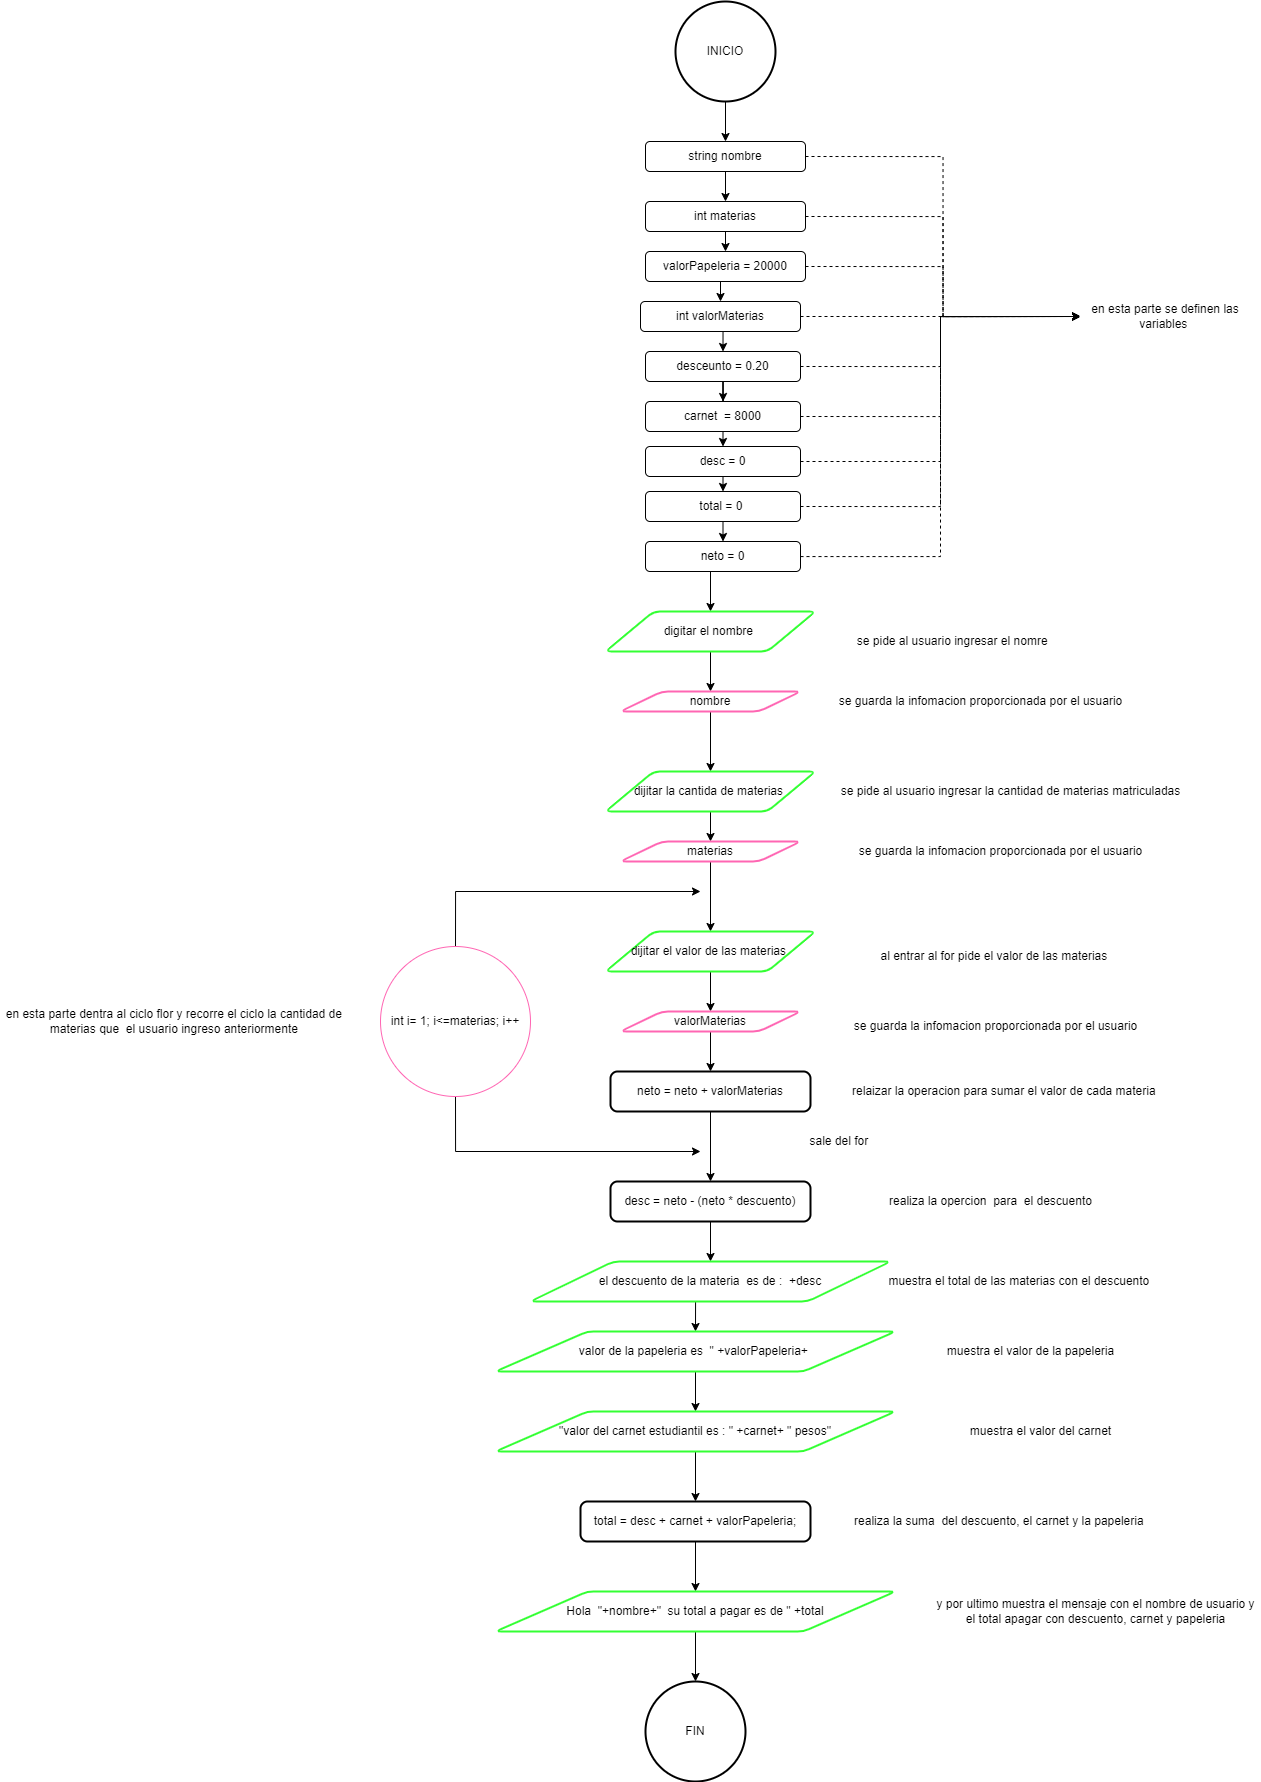 INICIO
string nombre
int materias
valorPapeleria = 20000
int valorMaterias
en esta parte se definen las
variables
desceunto = 0.20
carnet  = 8000
desc = 0
total = 0
neto = 0
digitar el nombre
se pide al usuario ingresar el nomre
nombre
se guarda la infomacion proporcionada por el usuario
dijitar la cantida de materias
se pide al usuario ingresar la cantidad de materias matriculadas
materias
se guarda la infomacion proporcionada por el usuario
dijitar el valor de las materias
al entrar al for pide el valor de las materias
en esta parte dentra al ciclo flor y recorre el ciclo la cantidad de
materias que  el usuario ingreso anteriormente
int i= 1; i<=materias; i++
valorMaterias
se guarda la infomacion proporcionada por el usuario
neto = neto + valorMaterias
relaizar la operacion para sumar el valor de cada materia
sale del for
desc = neto - (neto * descuento)
realiza la opercion  para  el descuento
el descuento de la materia  es de :  +desc
muestra el total de las materias con el descuento
valor de la papeleria es  " +valorPapeleria+
muestra el valor de la papeleria
"valor del carnet estudiantil es : " +carnet+ " pesos"
muestra el valor del carnet
total = desc + carnet + valorPapeleria;
realiza la suma  del descuento, el carnet y la papeleria
Hola  "+nombre+"  su total a pagar es de " +total
y por ultimo muestra el mensaje con el nombre de usuario y
el total apagar con descuento, carnet y papeleria
FIN